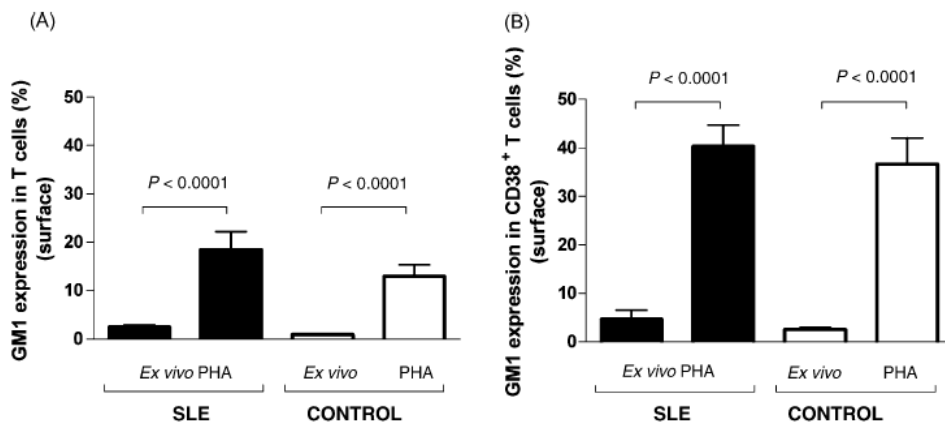 (A)
GM1 expression in T cells (%)
(surface)
50
40
30
20
10
0
P < 0.0001
P < 0.0001
Ex vivo PHA
Ex vivo
PHA
SLE
CONTROL
(B)
GM1 expression in CD38+ T cells (%)
(surface)
50
40
30
20
10
0
P < 0.0001
P < 0.0001
Ex vivo PHA
Ex vivo
PHA
SLE
CONTROL